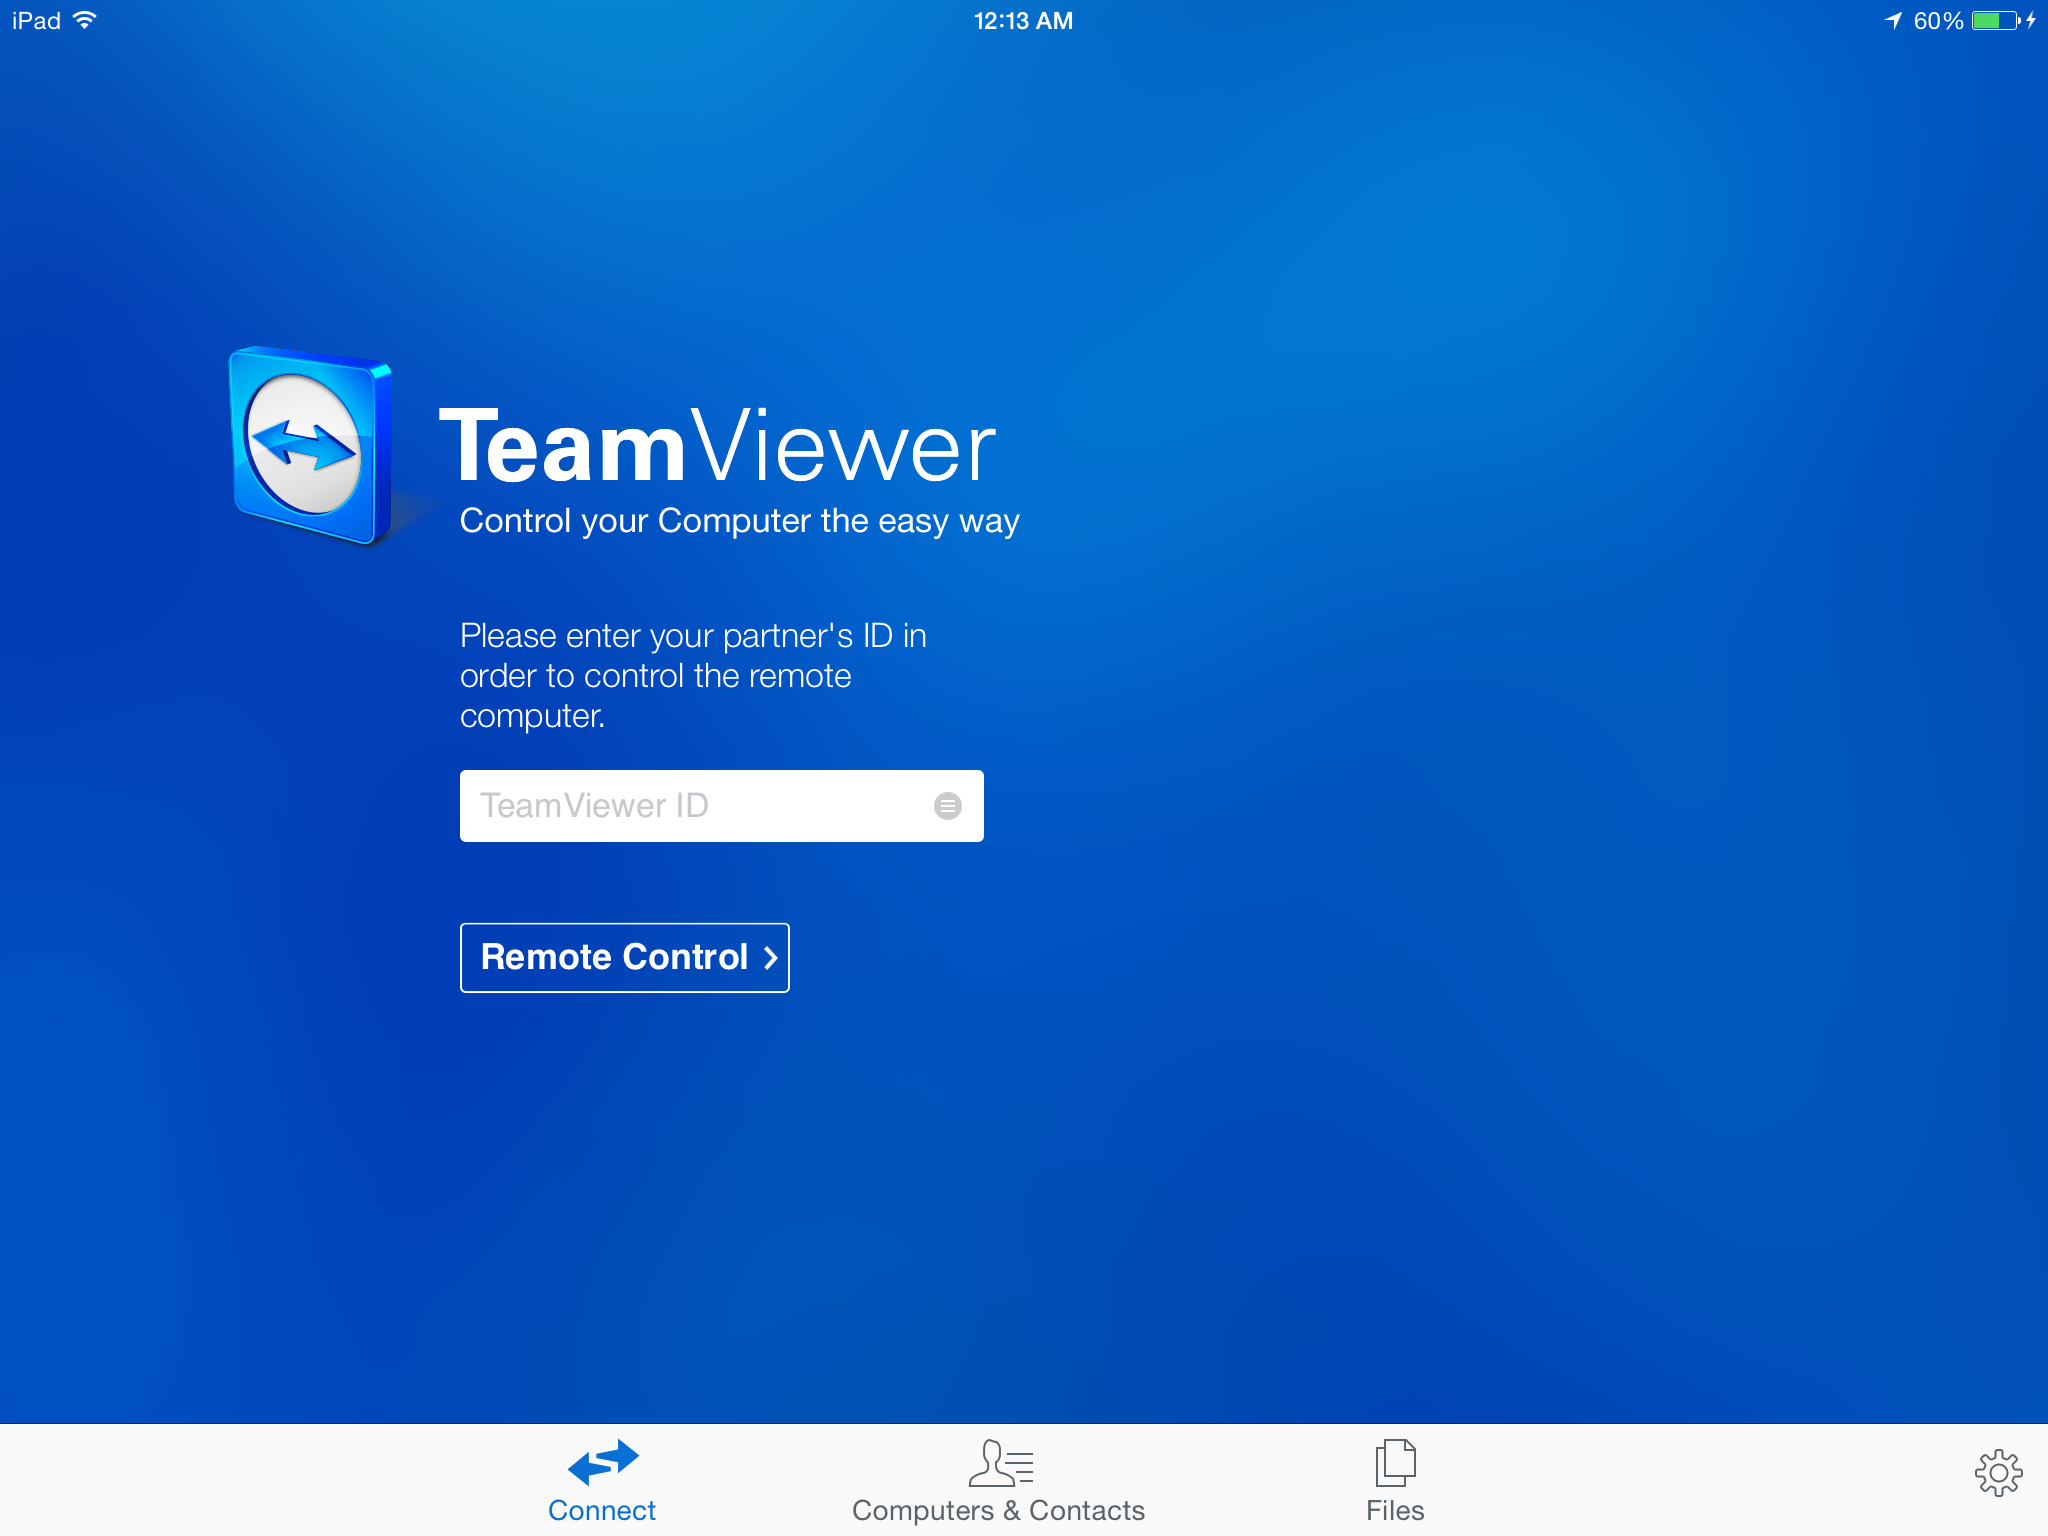 iPad 12:13 AM 60%
TeamViewer
Control your Computer the easy way
Please enter your partner's ID in
order to control the remote
computer.
TeamViewer ID
Remote Control
Connect Computers & Contacts Files